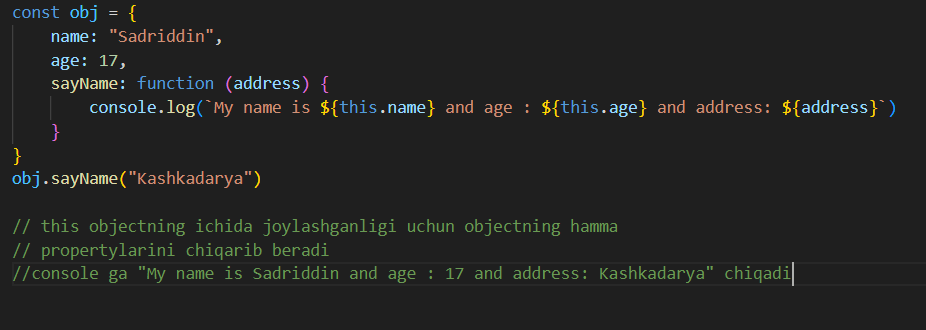 const obj = {
    name: "Sadriddin",
    age: 17,
    sayName: function (address) {
        console.log(`My name is ${this.name} and age : ${this.age} and address: ${address}`)
    }
}
obj.sayName("Kashkadarya")

// this objectning ichida joylashganligi uchun objectning hamma
// propertylarini chiqarib beradi
//console ga "My name is Sadriddin and age : 17 and address: Kashkadarya" chiqadi